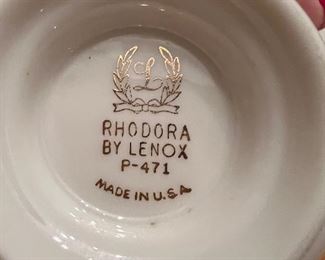 L
RHODORA
BY LENOX
P-471
MADE IN U.S.A